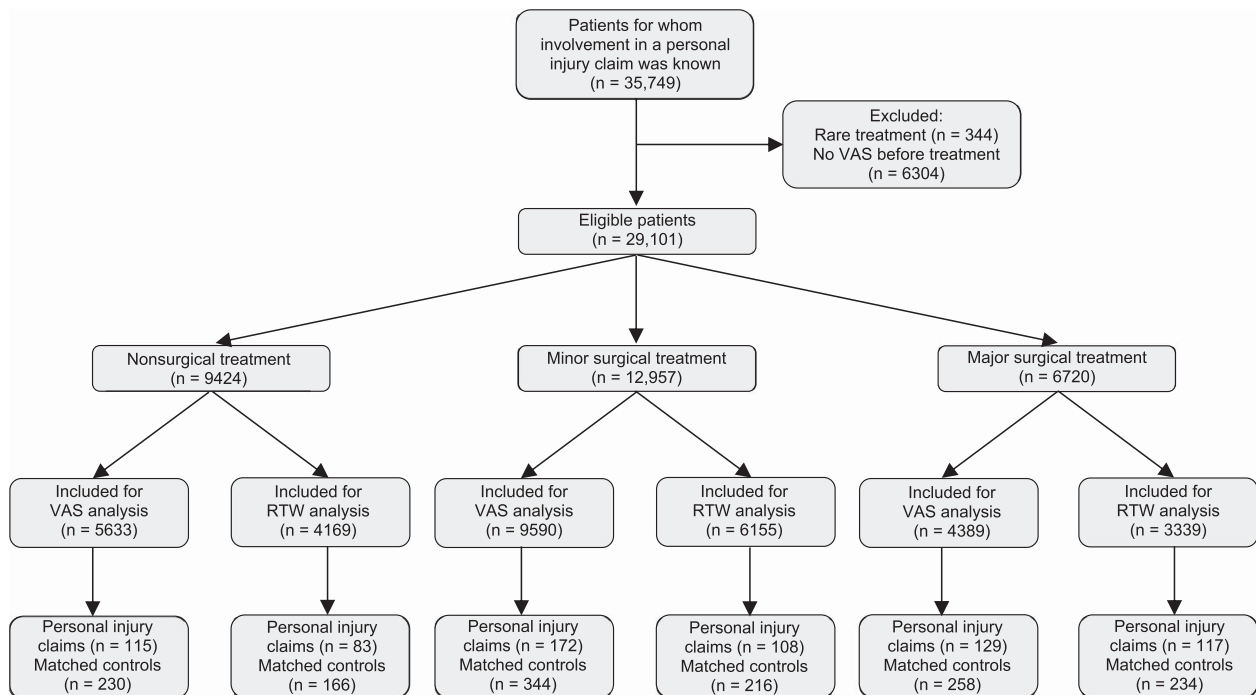 Patients for whom
involvement in a personal
injury claim was known
(n = 35,749)
Excluded:
Rare treatment (n = 344)
No VAS before treatment
(n = 6304)
Eligible patients
(n = 29,101)
Nonsurgical treatment
(n = 9424)
Minor surgical treatment
(n = 12,957)
Major surgical treatment
(n = 6720)
Included for
VAS analysis
(n = 5633)
Included for
RTW analysis
(n = 4169)
Included for
VAS analysis
(n = 9590)
Included for
RTW analysis
(n = 6155)
Included for
VAS analysis
(n = 4389)
Included for
RTW analysis
(n = 3339)
Personal injury
claims (n = 115)
Matched controls
(n = 230)
Personal injury
claims (n = 83)
Matched controls
(n = 166)
Personal injury
claims (n = 172)
Matched controls
(n = 344)
Personal injury
claims (n = 108)
Matched controls
(n = 216)
Personal injury
claims (n = 129)
Matched controls
(n = 258)
Personal injury
claims (n = 117)
Matched controls
(n = 234)